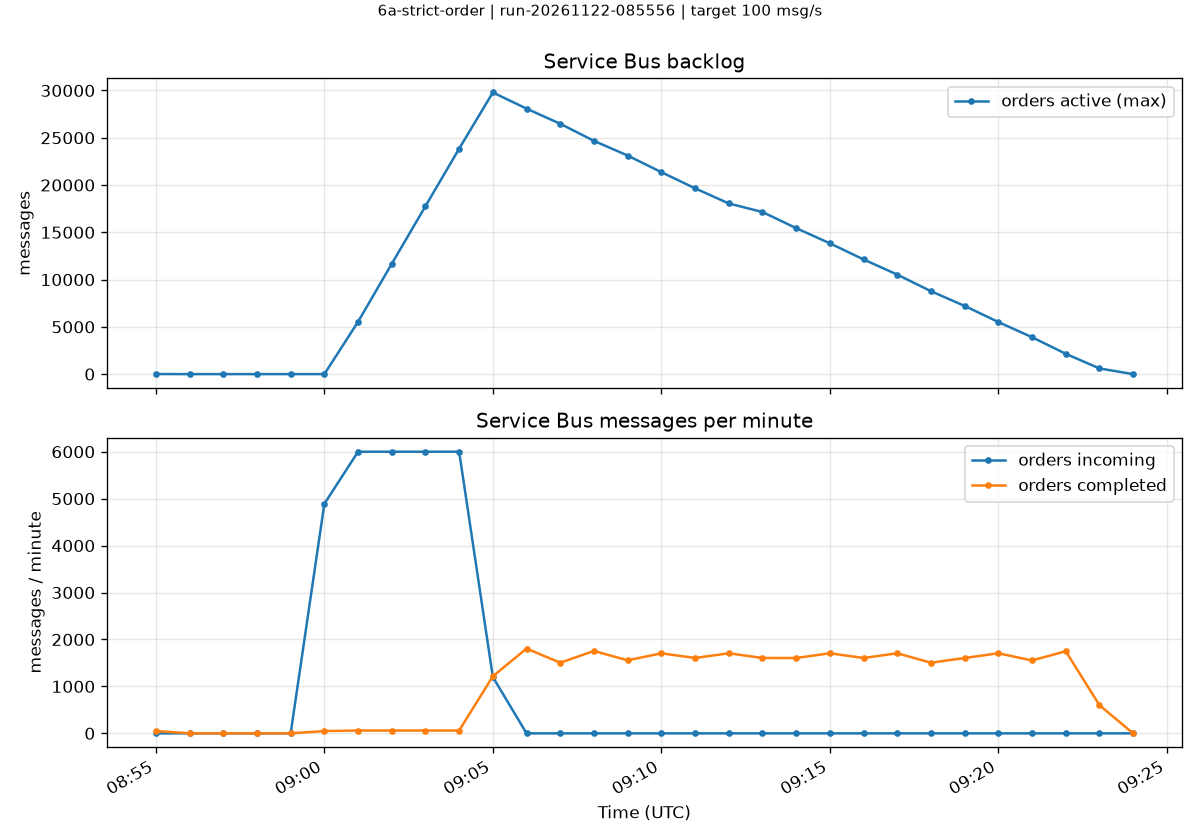 6a-strict-order | run-20261122-085556 | target 100 msg/s
Service Bus backlog
orders active (max)
30000
25000
20000
15000
10000
5000
0
messages
Service Bus messages per minute
orders incoming
orders completed
6000
5000
4000
3000
2000
1000
0
messages / minute
08:55
09:00
09:05
09:10
09:15
09:20
09:25
Time (UTC)